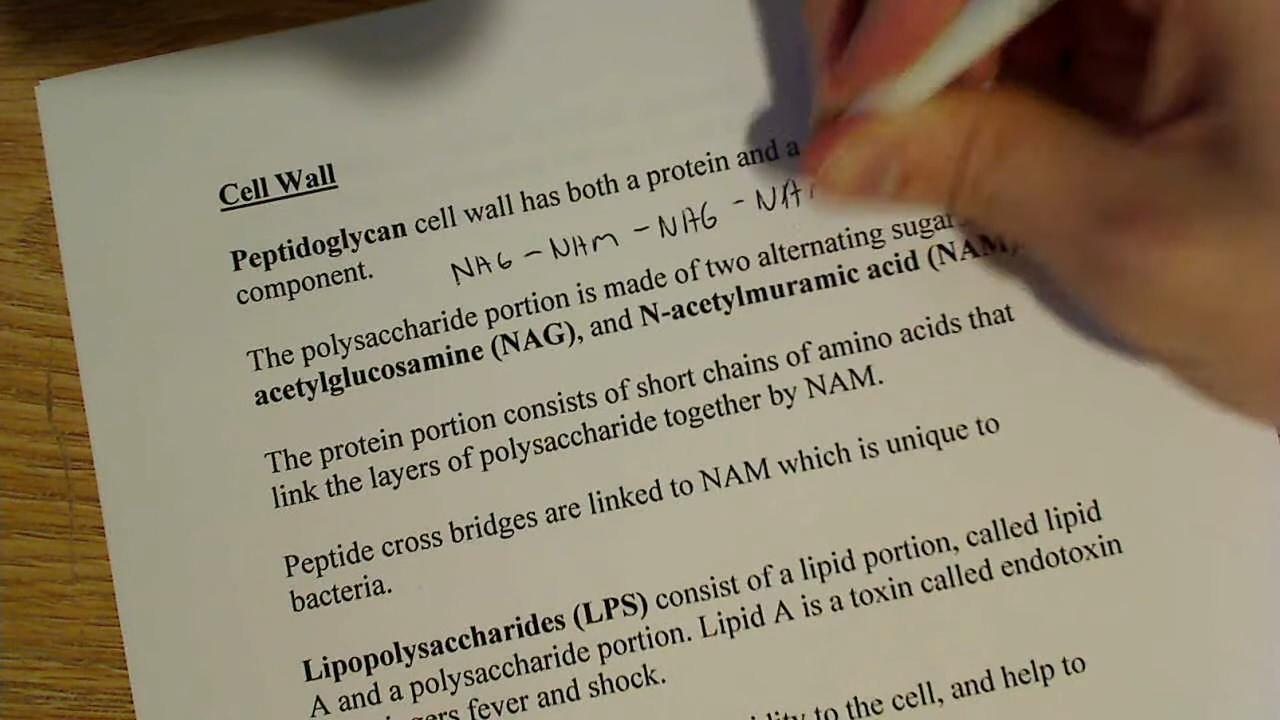 Cell Wall
Peptidoglycan cell wall has both a protein and a
component.
NAG - NAM - NAG - NA
The polysaccharide portion is made of two alternating
acetylglucosamine (NAG), and N-acetylmuramic acid (NAM)
The protein portion consists of short chains of amino acids that
link the layers of polysaccharide together by NAM.
Peptide cross bridges are linked to NAM which is unique to
bacteria.
Lipopolysaccharides (LPS) consist of a lipid portion, called lipid
A and a polysaccharide portion. Lipid A is a toxin called endotoxin
fever and shock.
to the cell, and help to